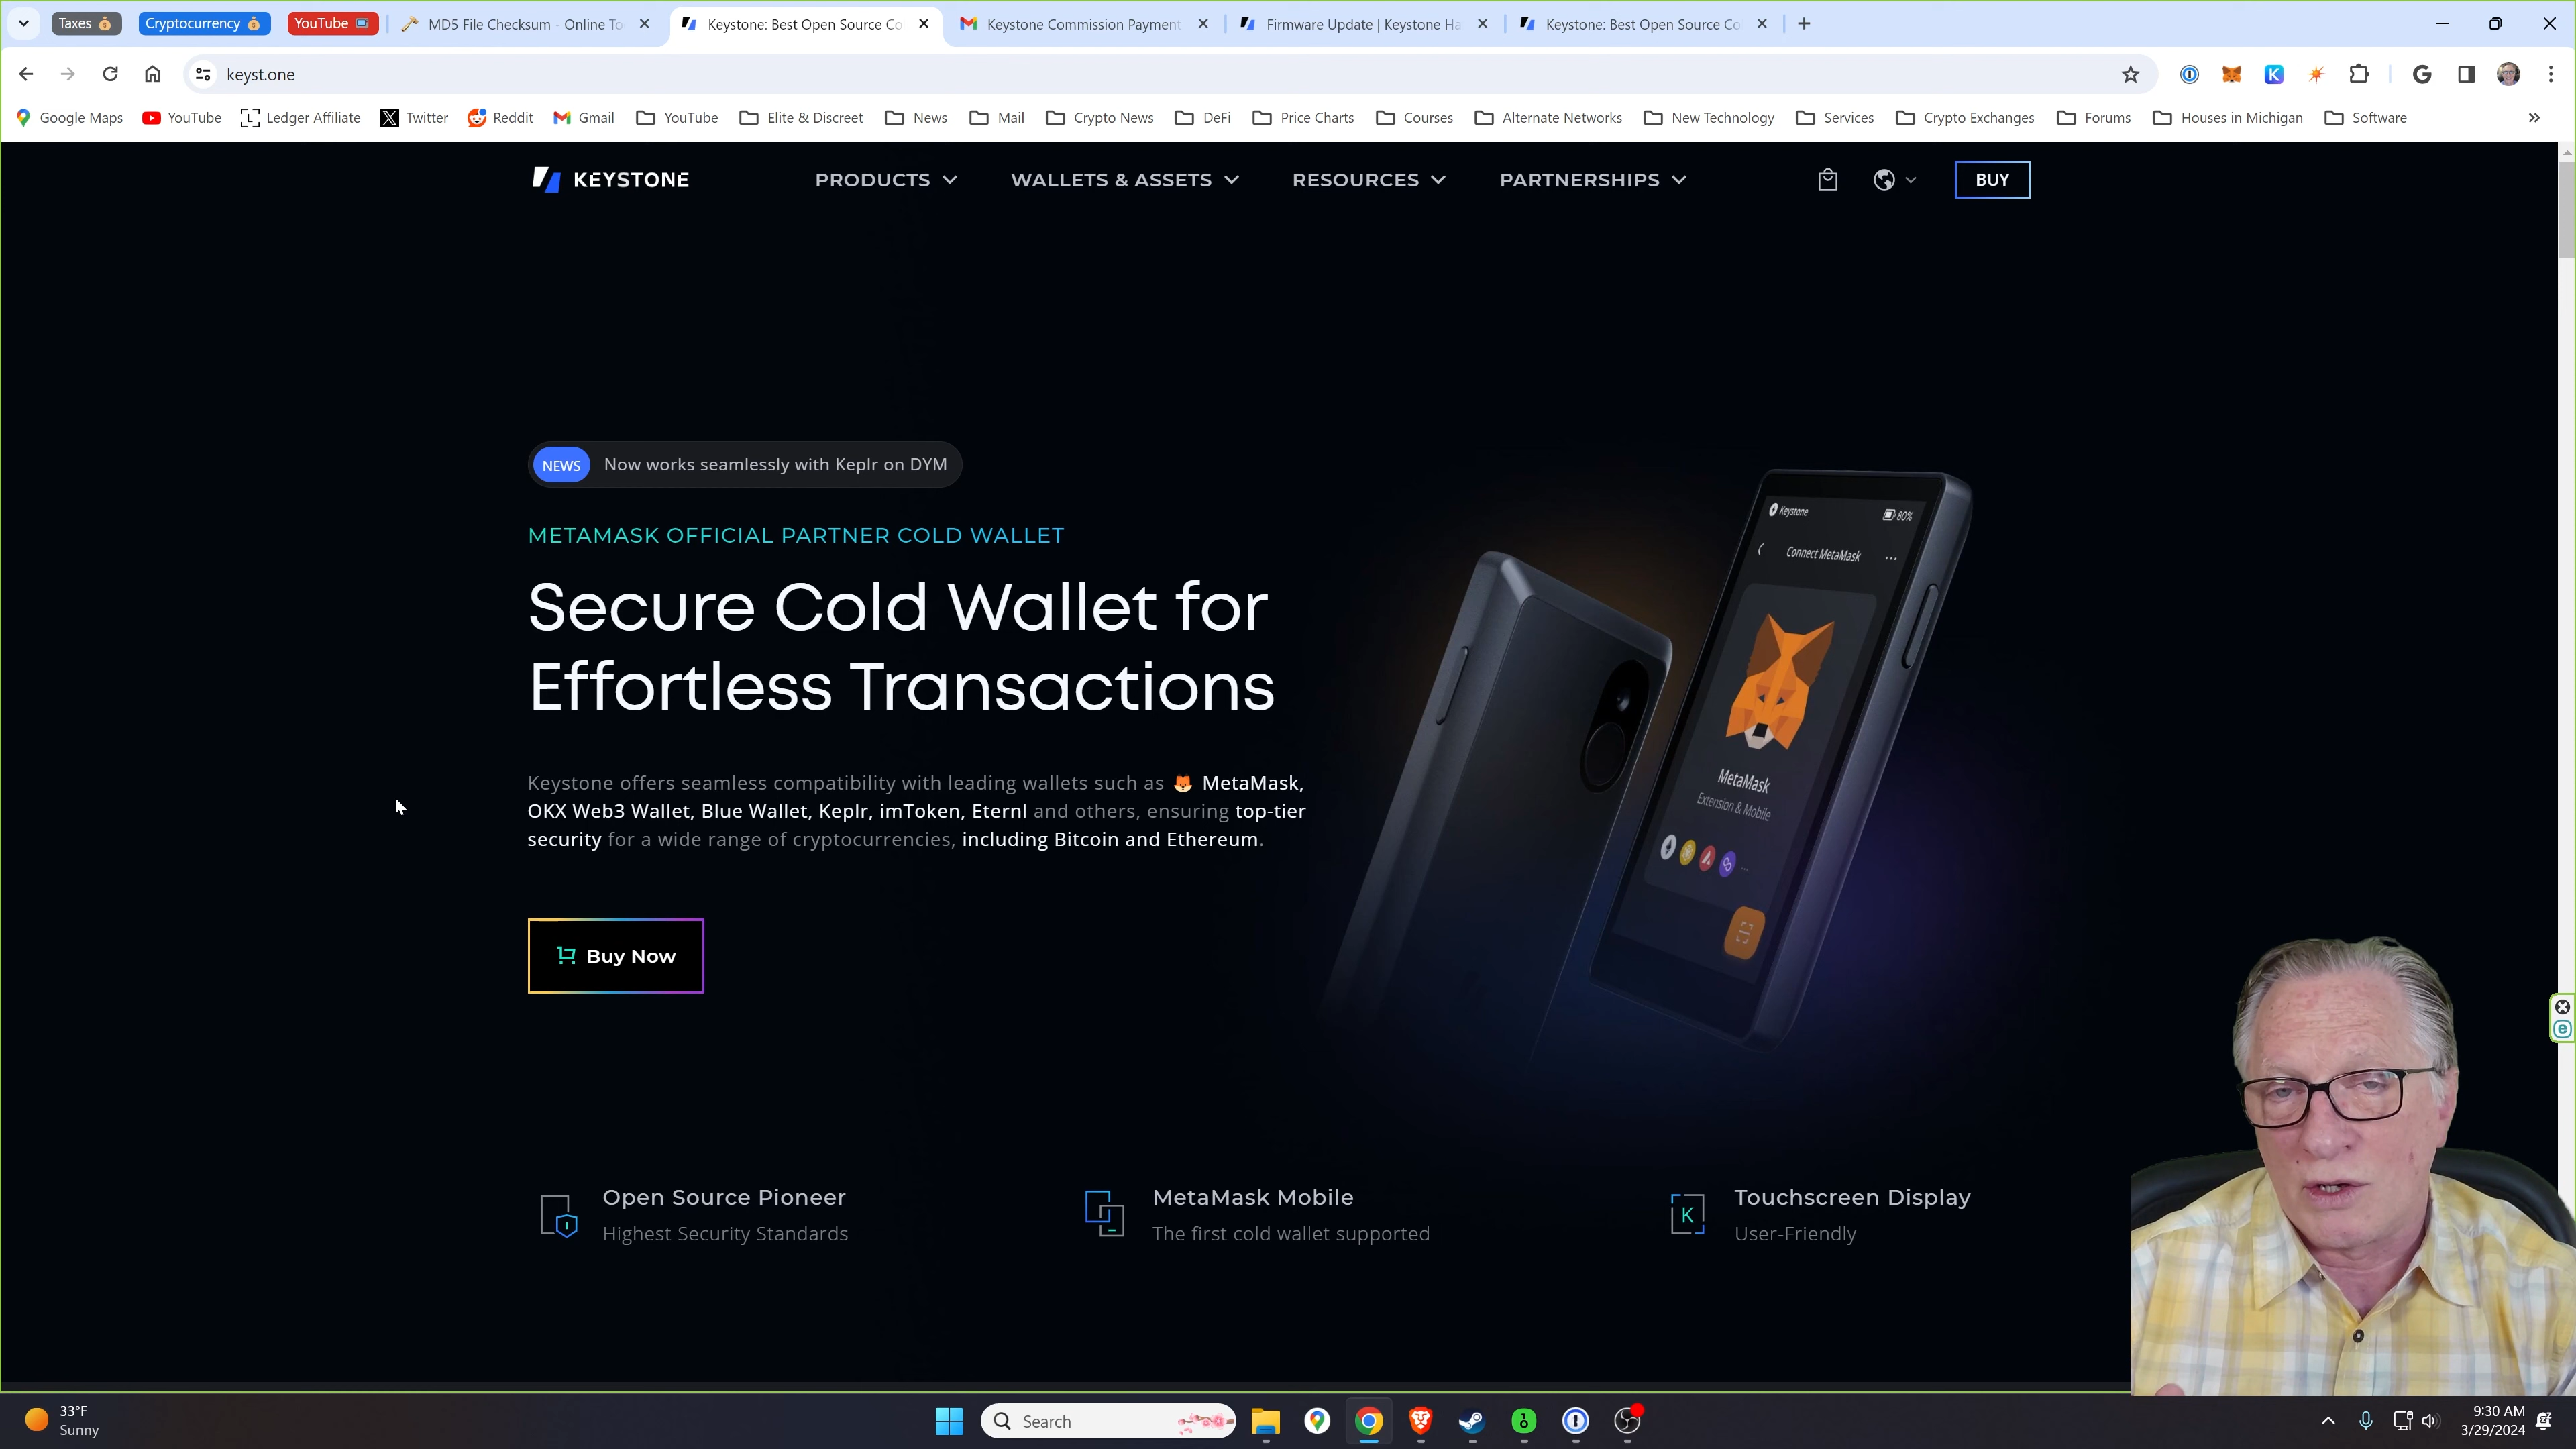 Taxes 💰 Cryptocurrency 💰 YouTube MD5 File Checksum - Online To Keystone: Best Open Source Co Keystone Commission Payment Firmware Update | Keystone Ha Keystone: Best Open Source Co
keyst.one
Google Maps YouTube Ledger Affiliate Twitter Reddit Gmail YouTube Elite & Discreet News Mail Crypto News DeFi Price Charts Courses Alternate Networks New Technology Services Crypto Exchanges Forums Houses in Michigan Software
KEYSTONE PRODUCTS WALLETS & ASSETS RESOURCES PARTNERSHIPS BUY
NEWS Now works seamlessly with Keplr on DYM
METAMASK OFFICIAL PARTNER COLD WALLET
Secure Cold Wallet for
Effortless Transactions
Keystone offers seamless compatibility with leading wallets such as 🦊 MetaMask,
OKX Web3 Wallet, Blue Wallet, Keplr, imToken, Eternl and others, ensuring top-tier
security for a wide range of cryptocurrencies, including Bitcoin and Ethereum.
Buy Now
Keystone 80%
Connect MetaMask ...
MetaMask
Extension & Mobile
Open Source Pioneer
Highest Security Standards
MetaMask Mobile
The first cold wallet supported
K
Touchscreen Display
User-Friendly
33°F
Sunny
Search
9:30 AM
3/29/2024